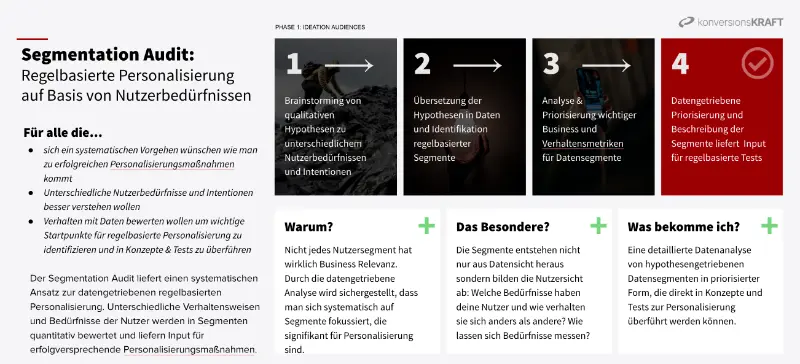 PHASE 1: IDEATION AUDIENCES
konversionsKRAFT
Segmentation Audit:
Regelbasierte Personalisierung
auf Basis von Nutzerbedürfnissen
Für alle die...
● sich ein systematischen Vorgehen wünschen wie man
zu erfolgreichen Personalisierungsmaßnahmen
kommt
● Unterschiedliche Nutzerbedürfnisse und Intentionen
besser verstehen wollen
● Verhalten mit Daten bewerten wollen um wichtige
Startpunkte für regelbasierte Personalisierung zu
identifizieren und in Konzepte & Tests zu überführen
Der Segmentation Audit liefert einen systematischen
Ansatz zur datengetriebenen regelbasierten
Personalisierung. Unterschiedliche Verhaltensweisen
und Bedürfnisse der Nutzer werden in Segmenten
quantitativ bewertet und liefern Input für
erfolgversprechende Personalisierungsmaßnahmen.
1
Brainstorming von
qualitativen
Hypothesen zu
unterschiedlichem
Nutzerbedürfnissen
und Intentionen
2
Übersetzung der
Hypothesen in Daten
und Identifikation
regelbasierter
Segmente
3
Analyse &
Priorisierung wichtiger
Business und
Verhaltensmetriken
für Datensegmente
4
Datengetriebene
Priorisierung und
Beschreibung der
Segmente liefert Input
für regelbasierte Tests
Warum?
Nicht jedes Nutzersegment hat
wirklich Business Relevanz.
Durch die datengetriebene
Analyse wird sichergestellt, dass
man sich systematisch auf
Segmente fokussiert, die
signifikant für Personalisierung
sind.
Das Besondere?
Die Segmente entstehen nicht
nur aus Datensicht heraus
sondern bilden die Nutzersicht
ab: Welche Bedürfnisse haben
deine Nutzer und wie verhalten
sie sich anders als andere? Wie
lassen sich Bedürfnisse messen?
Was bekomme ich?
Eine detaillierte Datenanalyse
von hypothesengetriebenen
Datensegmenten in priorisierter
Form, die direkt in Konzepte und
Tests zur Personalisierung
überführt werden können.